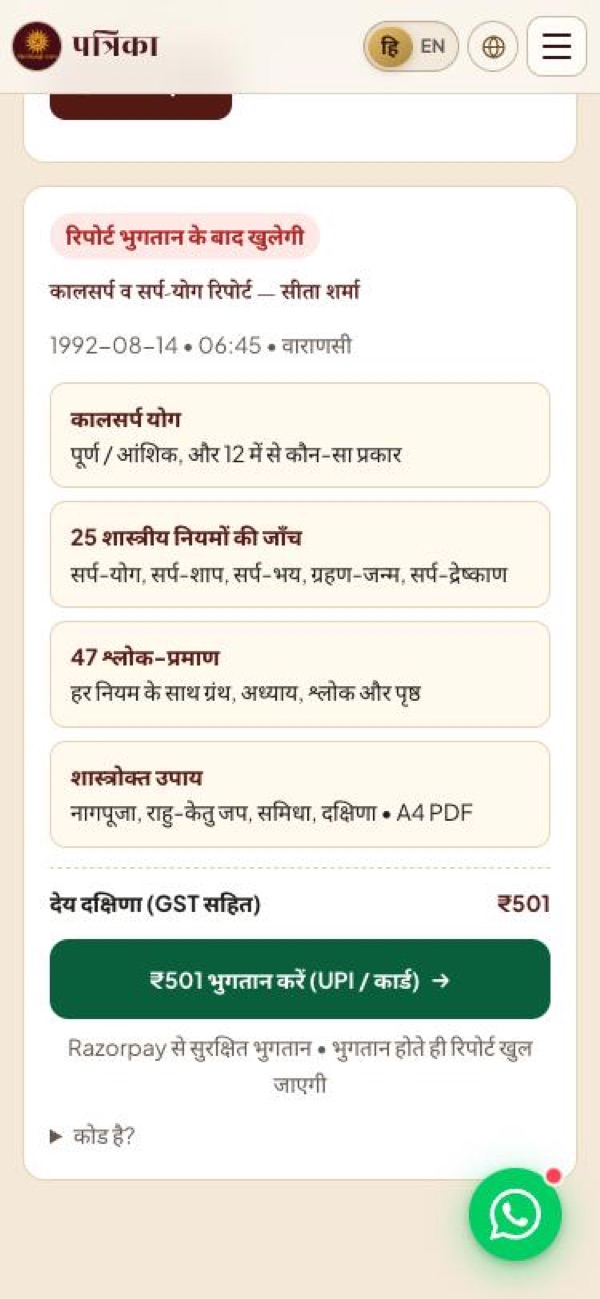 पत्रिका
हि EN
रिपोर्ट भुगतान के बाद खुलेगी
कालसर्प व सर्प-योग रिपोर्ट — सीता शर्मा
1992-08-14 • 06:45 • वाराणसी
कालसर्प योग
पूर्ण / आंशिक, और 12 में से कौन-सा प्रकार
25 शास्त्रीय नियमों की जाँच
सर्प-योग, सर्प-शाप, सर्प-भय, ग्रहण-जन्म, सर्प-द्रेष्काण
47 श्लोक-प्रमाण
हर नियम के साथ ग्रंथ, अध्याय, श्लोक और पृष्ठ
शास्त्रोक्त उपाय
नागपूजा, राहु-केतु जप, समिधा, दक्षिणा • A4 PDF
देय दक्षिणा (GST सहित) ₹501
₹501 भुगतान करें (UPI / कार्ड) →
Razorpay से सुरक्षित भुगतान • भुगतान होते ही रिपोर्ट खुल
जाएगी
▶ कोड है?